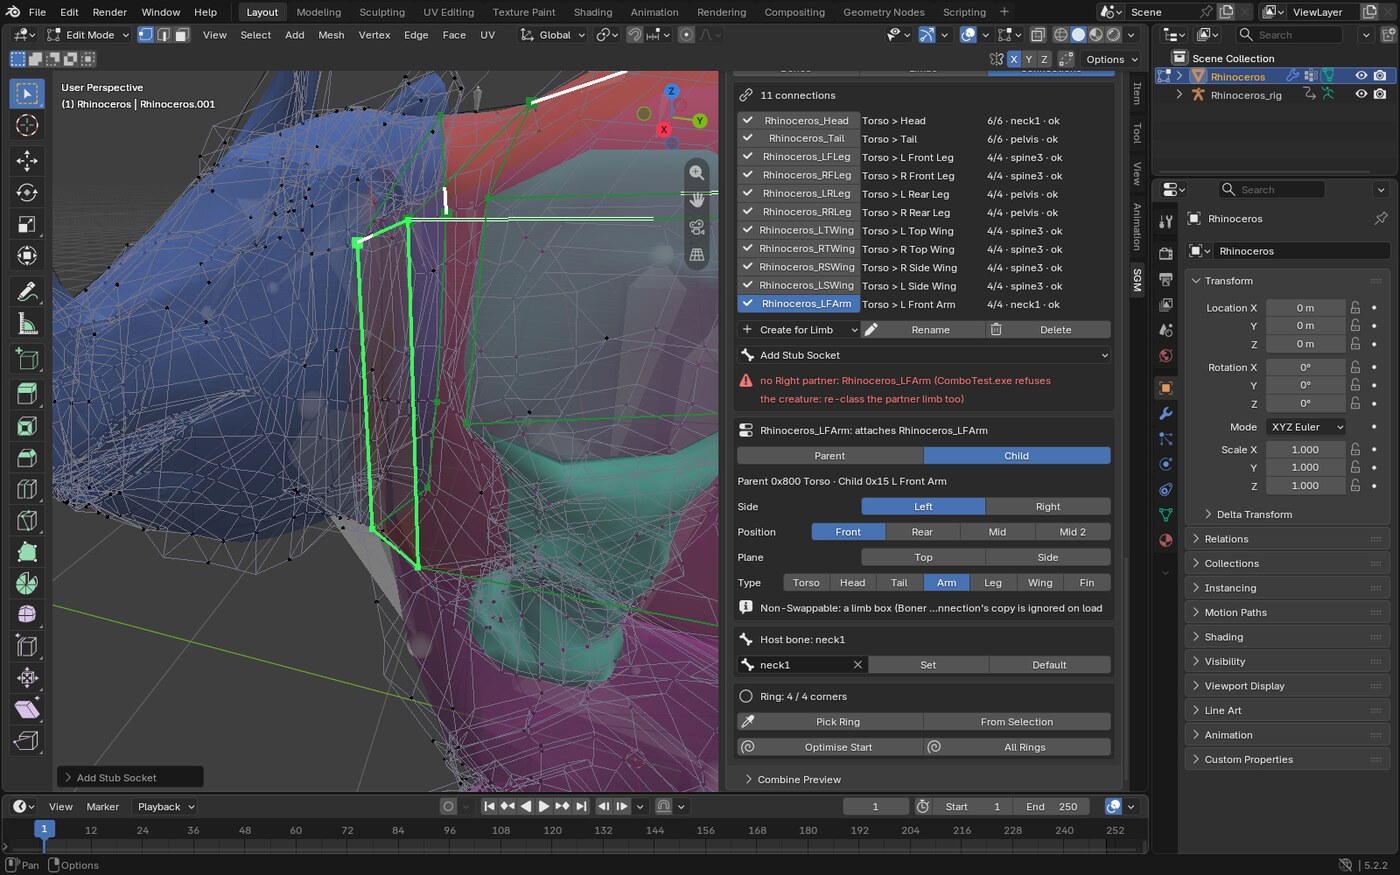 File Edit Render Window Help
Layout Modeling Sculpting UV Editing Texture Paint Shading Animation Rendering Compositing Geometry Nodes Scripting +
Scene
ViewLayer
Edit Mode
View Select Add Mesh Vertex Edge Face UV
Global
Search
X Y Z
Options
Scene Collection
Rhinoceros
Rhinoceros_rig
User Perspective
(1) Rhinoceros | Rhinoceros.001
Z
Y
X
Item
Tool
View
Animation
SGM
11 connections
Rhinoceros_Head Torso > Head 6/6 · neck1 · ok
Rhinoceros_Tail Torso > Tail 6/6 · pelvis · ok
Rhinoceros_LFLeg Torso > L Front Leg 4/4 · spine3 · ok
Rhinoceros_RFLeg Torso > R Front Leg 4/4 · spine3 · ok
Rhinoceros_LRLeg Torso > L Rear Leg 4/4 · pelvis · ok
Rhinoceros_RRLeg Torso > R Rear Leg 4/4 · pelvis · ok
Rhinoceros_LTWing Torso > L Top Wing 4/4 · spine3 · ok
Rhinoceros_RTWing Torso > R Top Wing 4/4 · spine3 · ok
Rhinoceros_RSWing Torso > R Side Wing 4/4 · spine3 · ok
Rhinoceros_LSWing Torso > L Side Wing 4/4 · spine3 · ok
Rhinoceros_LFArm Torso > L Front Arm 4/4 · neck1 · ok
Create for Limb
Rename
Delete
Add Stub Socket
no Right partner: Rhinoceros_LFArm (ComboTest.exe refuses
the creature: re-class the partner limb too)
Rhinoceros_LFArm: attaches Rhinoceros_LFArm
Parent Child
Parent 0x800 Torso · Child 0x15 L Front Arm
Side Left Right
Position Front Rear Mid Mid 2
Plane Top Side
Type Torso Head Tail Arm Leg Wing Fin
Non-Swappable: a limb box (Boner ...nnection's copy is ignored on load
Host bone: neck1
neck1 Set Default
Ring: 4 / 4 corners
Pick Ring From Selection
Optimise Start All Rings
Combine Preview
Add Stub Socket
Search
Rhinoceros
Rhinoceros
Transform
Location X 0 m
Y 0 m
Z 0 m
Rotation X 0°
Y 0°
Z 0°
Mode XYZ Euler
Scale X 1.000
Y 1.000
Z 1.000
Delta Transform
Relations
Collections
Instancing
Motion Paths
Shading
Visibility
Viewport Display
Line Art
Animation
Custom Properties
View Marker Playback
1
Start 1
End 250
1 12 24 36 48 60 72 84 96 108 120 132 144 156 168 180 192 204 216 228 240 252
Pan Options
5.2.2